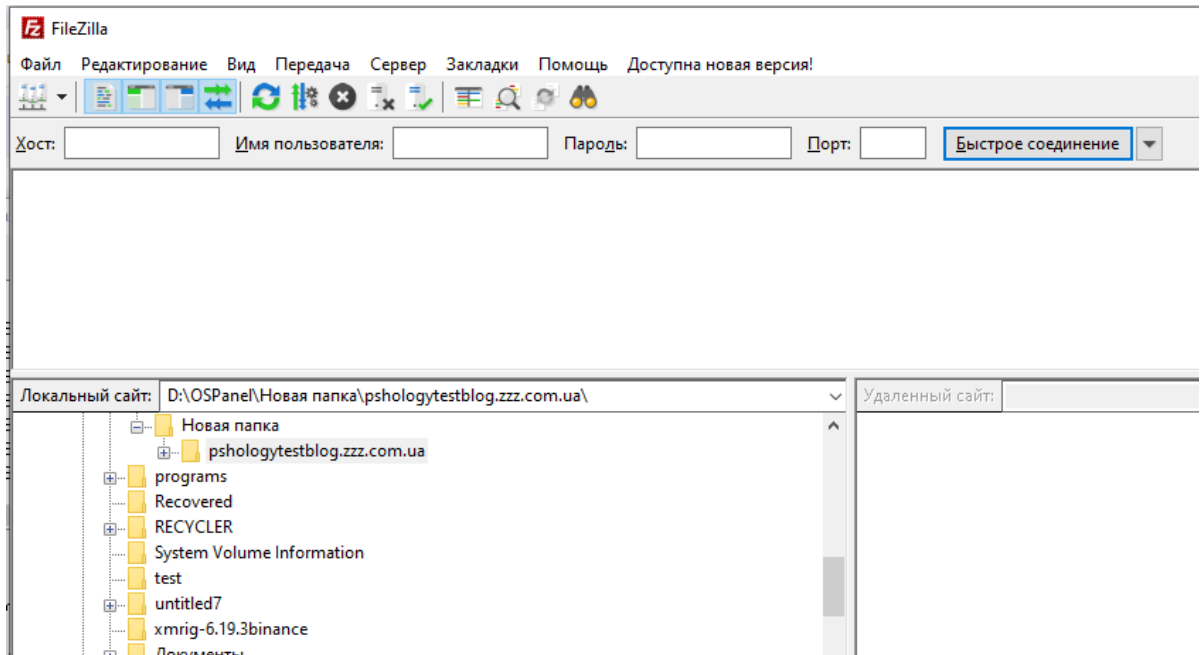 FileZilla
Файл Редактирование Вид Передача Сервер Закладки Помощь Доступна новая версия!
Хост: Имя пользователя: Пароль: Порт: Быстрое соединение
Локальный сайт: D:\OSPanel\Новая папка\pshologytestblog.zzz.com.ua\ Удаленный сайт:
Новая папка
pshologytestblog.zzz.com.ua
programs
Recovered
RECYCLER
System Volume Information
test
untitled7
xmrig-6.19.3binance
Документы